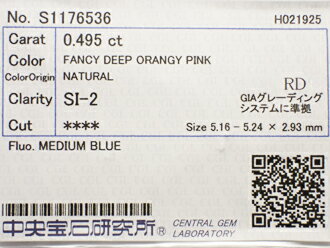 No. S1176536 H021925
Carat 0.495 ct
Color FANCY DEEP ORANGY PINK
ColorOrigin NATURAL
Clarity SI-2 RD
GIAグレーディング
システムに準拠
Cut **** Size 5.16 - 5.24 × 2.93 mm
Fluo. MEDIUM BLUE
中央宝石研究所® CENTRAL GEM
LABORATORY